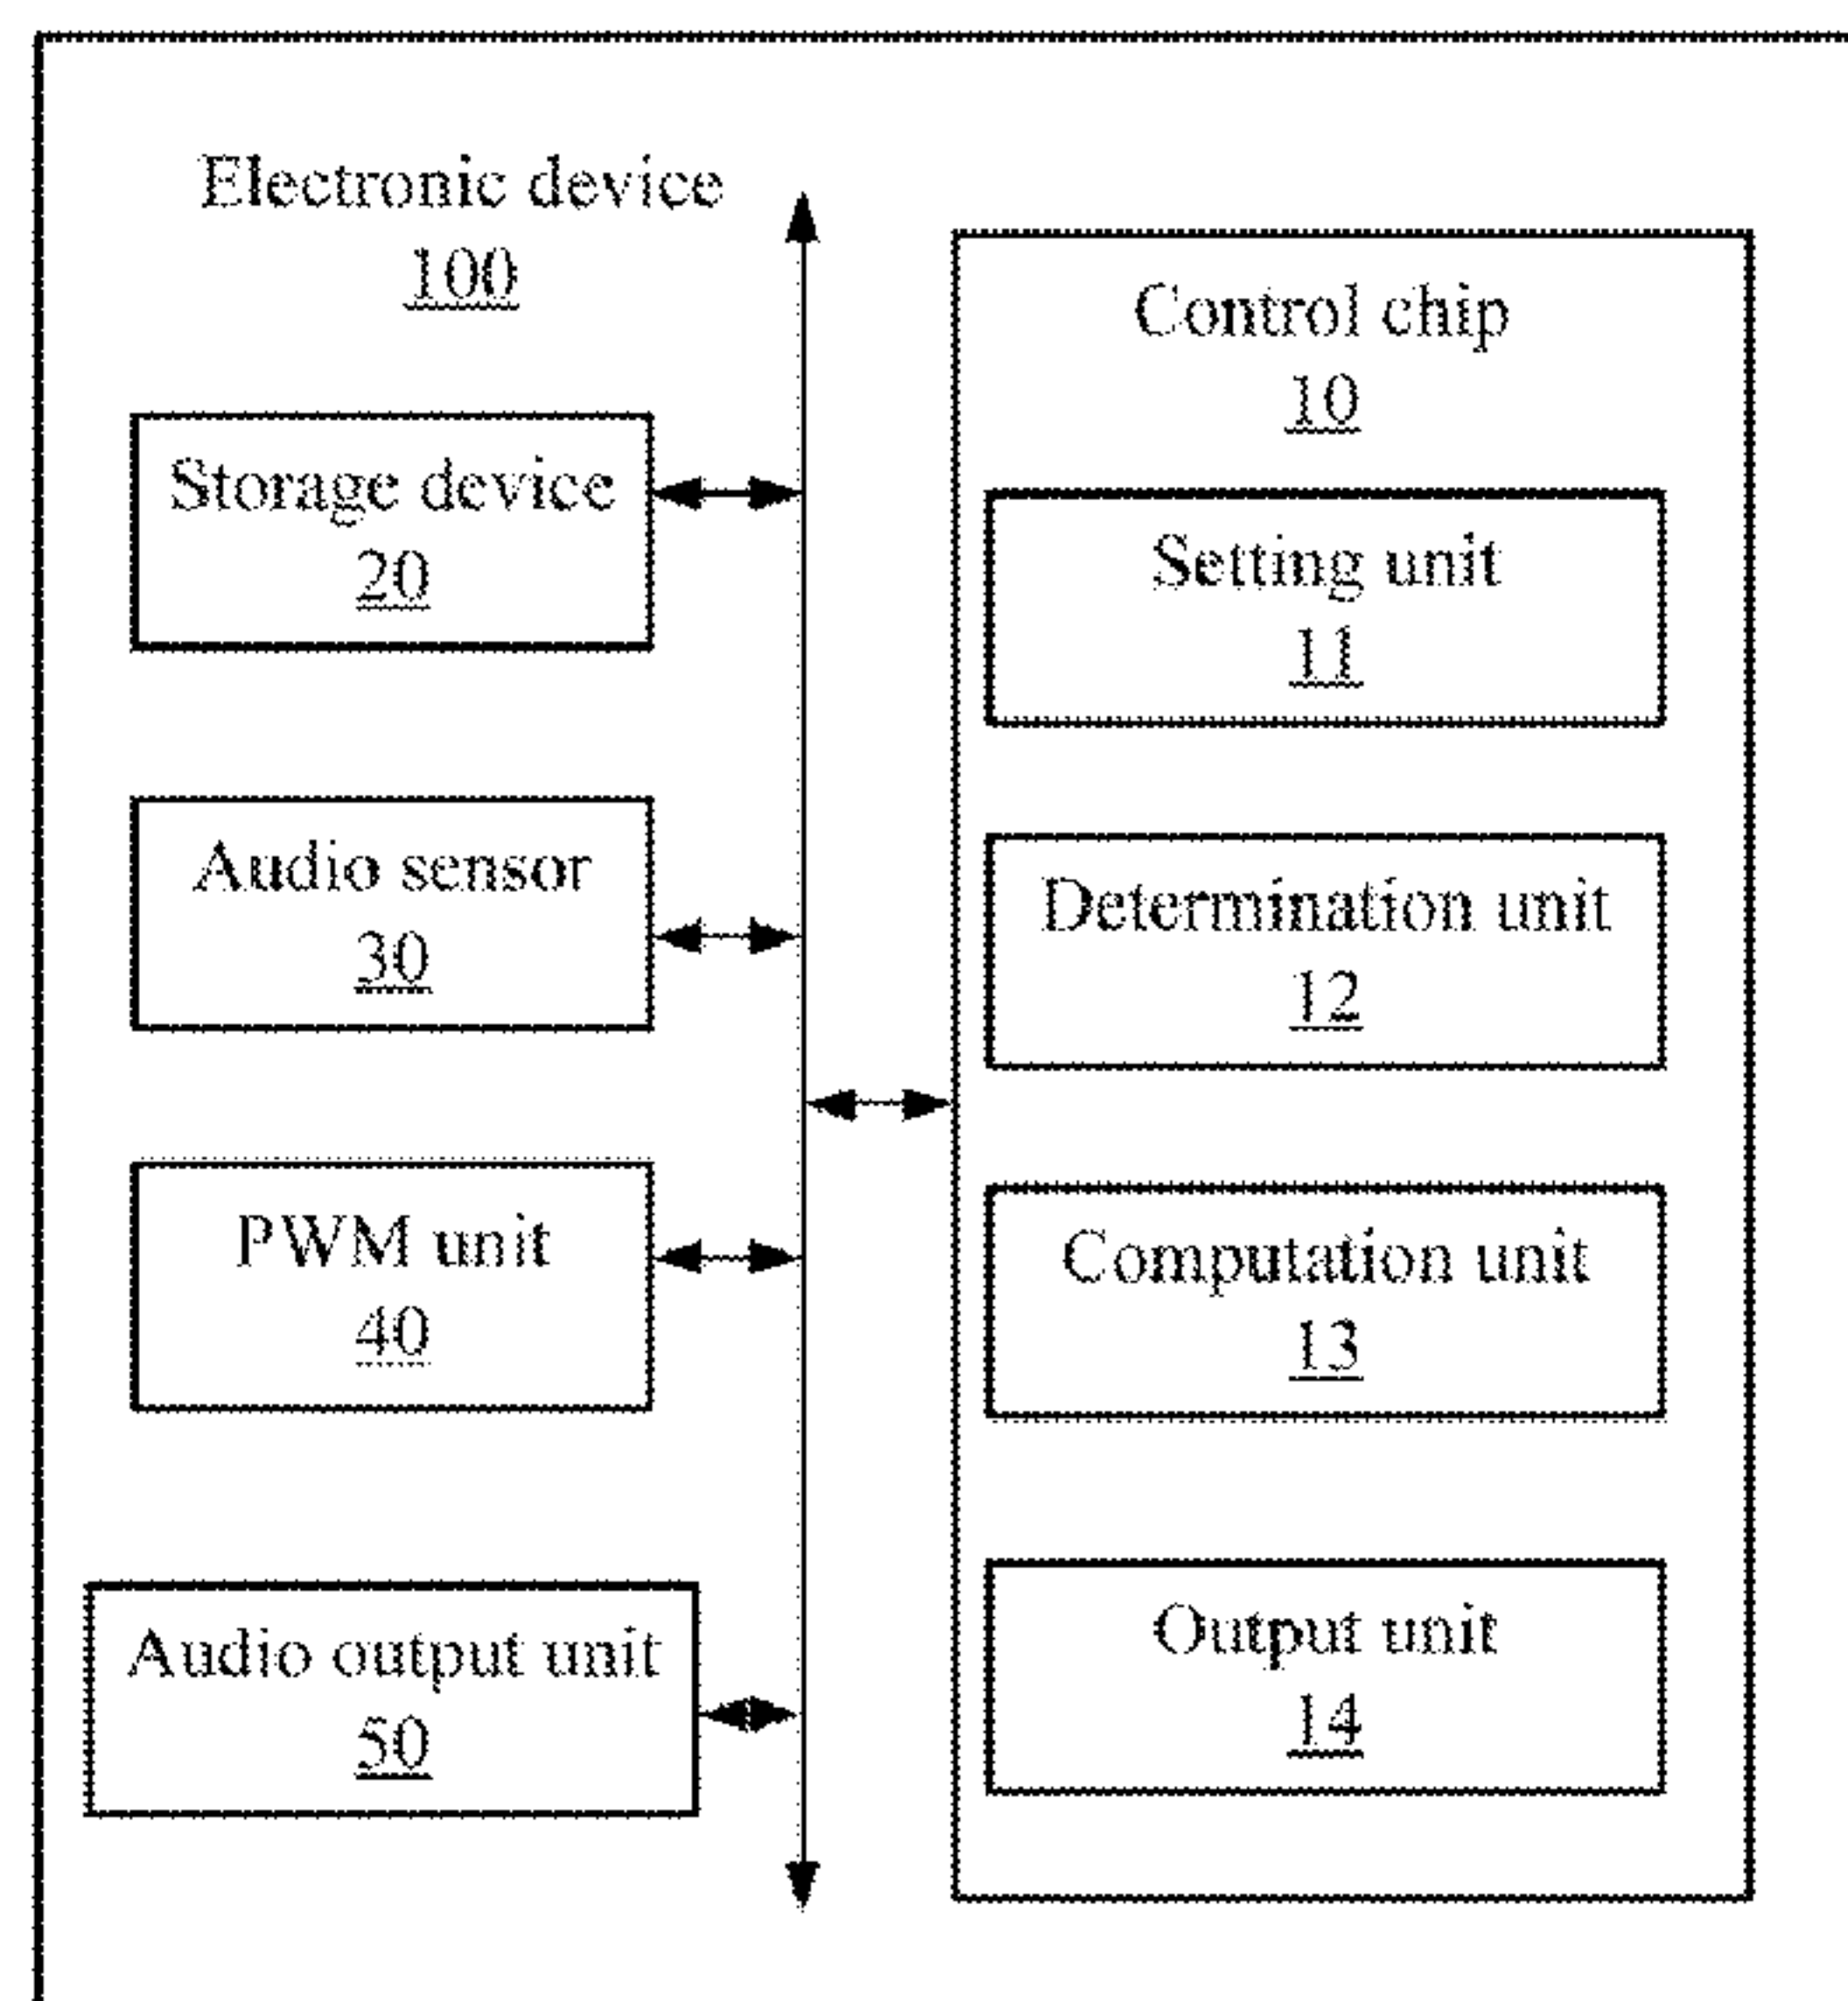 Electronic device
100
Storage device
20
Audio sensor
30
PWM unit
40
Audio output unit
50
Control chip
10
Setting unit
11
Determination unit
12
Computation unit
13
Output unit
14